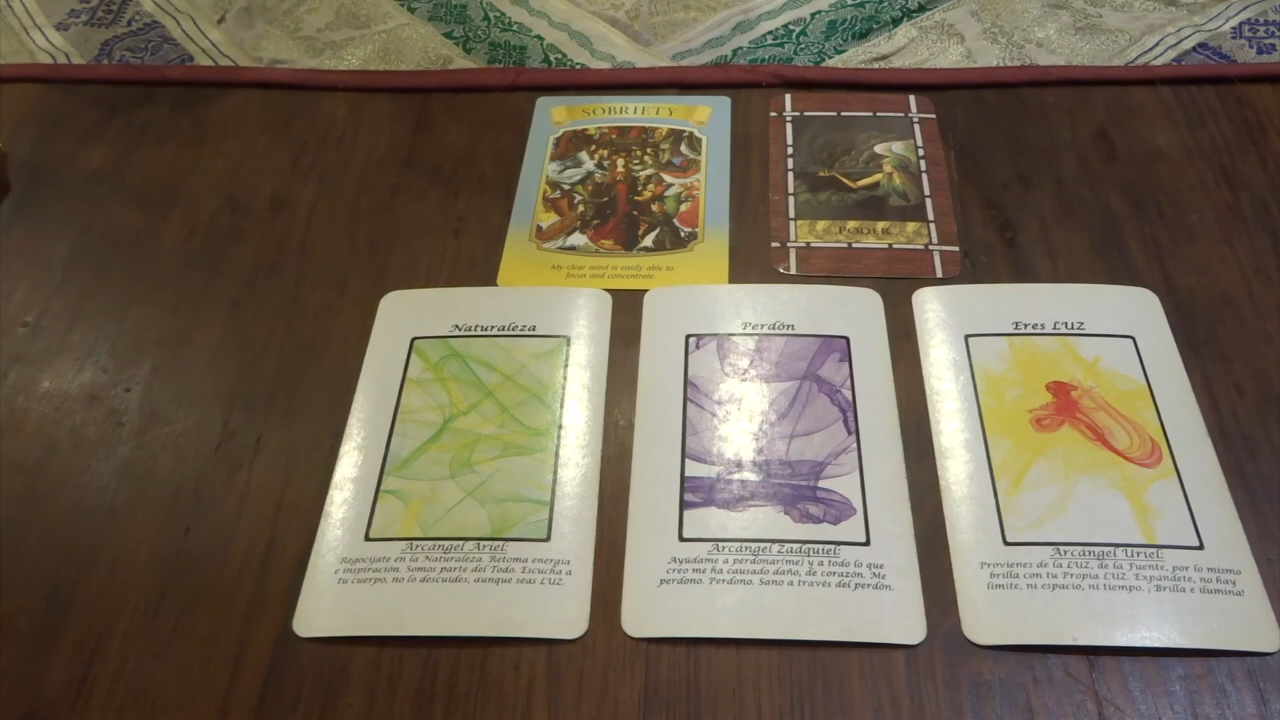 SOBRIETY
My clear mind is easily able to
focus and concentrate.
PODER
Naturaleza
Arcángel Ariel:
Regocíjate en la Naturaleza. Retoma energía
e inspiración. Somos parte del Todo. Escucha a
tu cuerpo, no lo descuides, aunque seas LUZ.
Perdón
Arcángel Zadquiel:
Ayúdame a perdonar(me) y a todo lo que
creo me ha causado daño, de corazón. Me
perdono. Perdono. Sano a través del perdón.
Eres LUZ
Arcángel Uriel:
Provienes de la LUZ, de la Fuente, por lo mismo
brilla con tu Propia LUZ. Expándete, no hay
límite, ni espacio, ni tiempo. ¡Brilla e ilumina!